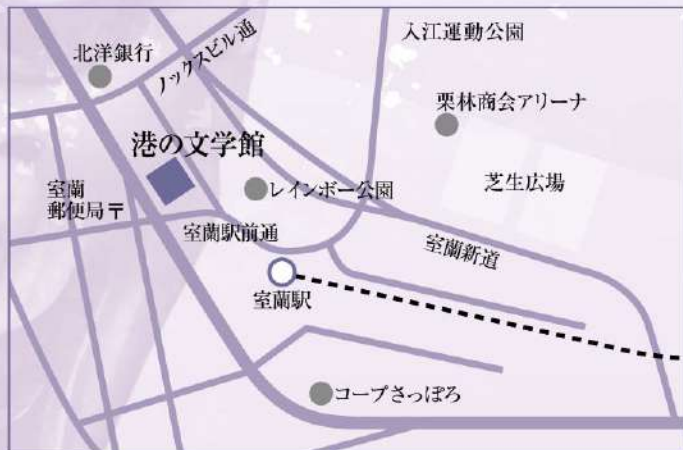 入江運動公園
北洋銀行
ノックスビル通
栗林商会アリーナ
港の文学館
芝生広場
室蘭
郵便局〒
レインボー公園
室蘭駅前通
室蘭新道
室蘭駅
コープさっぽろ